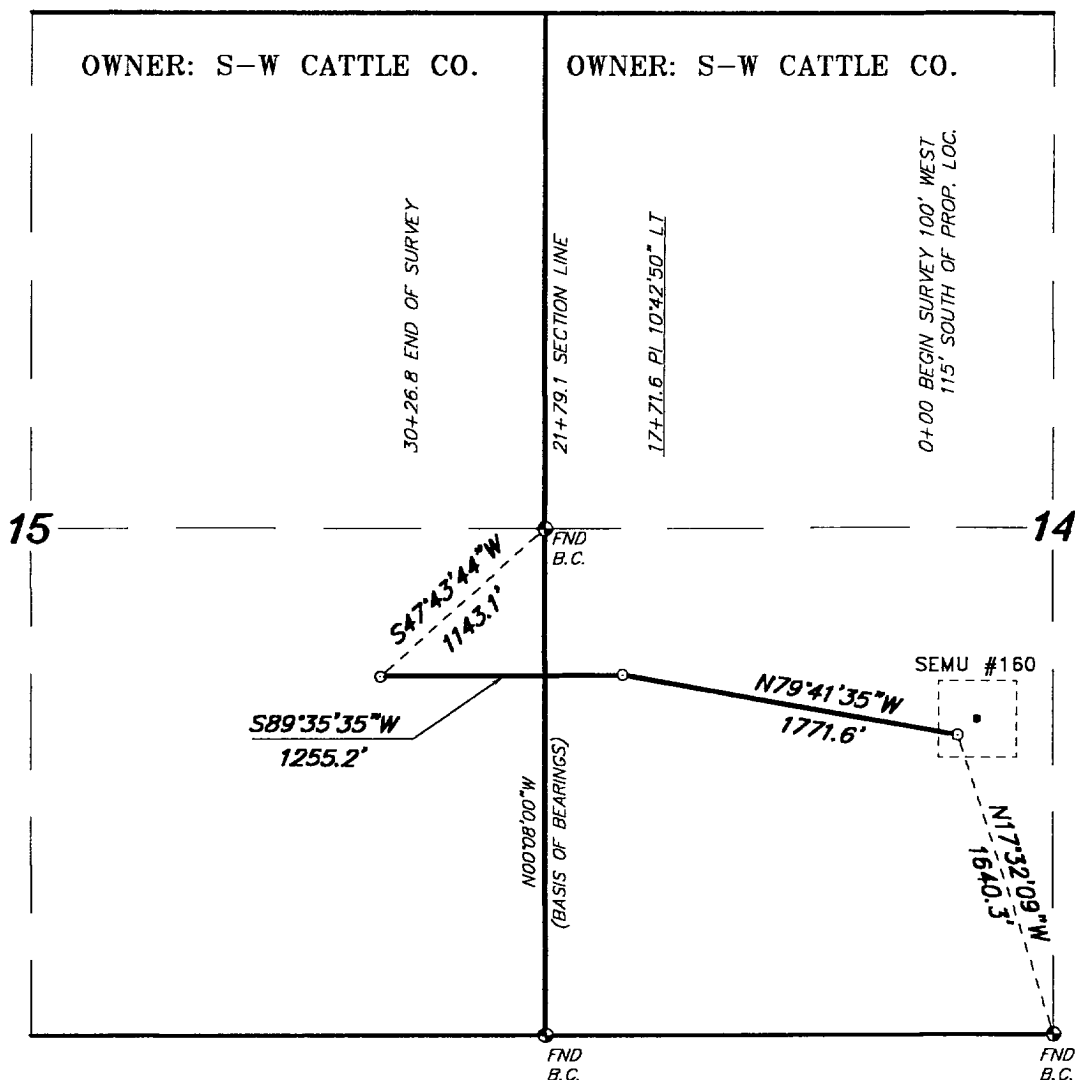 OWNER: S-W CATTLE CO.
OWNER: S-W CATTLE CO.
30+26.8 END OF SURVEY
21+79.1 SECTION LINE
17+71.6 PI 10°42'50" LT
0+00 BEGIN SURVEY 100' WEST
115' SOUTH OF PROP. LOC.
15
14
FND
B.C.
S47°43'44"W
1143.1'
SEMU #160
N79°41'35"W
1771.6'
S89°35'35"W
1255.2'
N00°08'00"W
(BASIS OF BEARINGS)
N17°32'09"W
1640.3'
FND
B.C.
FND
B.C.